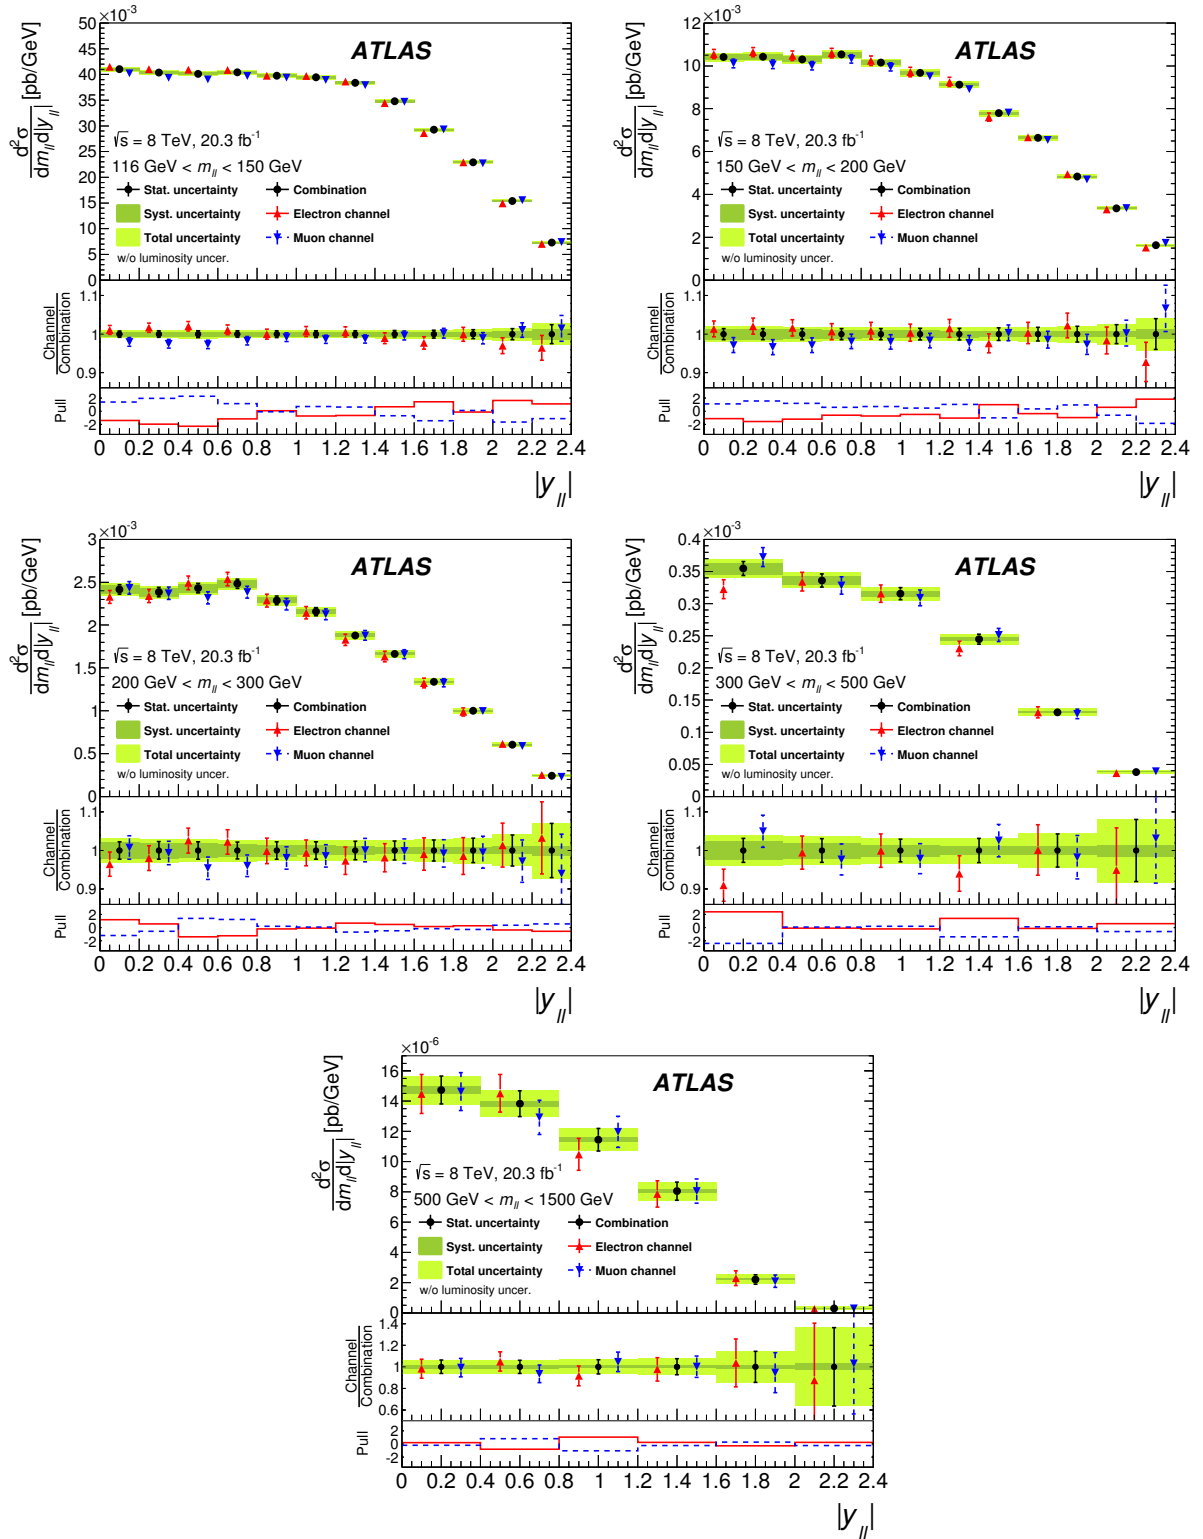 ×10⁻³
50
45
40
35
30
25
20
15
10
5
0
d²σ / dm_ll d|y_ll| [pb/GeV]
ATLAS
√s = 8 TeV, 20.3 fb⁻¹
116 GeV < m_ll < 150 GeV
Stat. uncertainty Combination
Syst. uncertainty Electron channel
Total uncertainty Muon channel
w/o luminosity uncer.
Channel / Combination
1.1
1
0.9
Pull
2
0
-2
0 0.2 0.4 0.6 0.8 1 1.2 1.4 1.6 1.8 2 2.2 2.4
|y_ll|
×10⁻³
12
10
8
6
4
2
0
d²σ / dm_ll d|y_ll| [pb/GeV]
ATLAS
√s = 8 TeV, 20.3 fb⁻¹
150 GeV < m_ll < 200 GeV
Stat. uncertainty Combination
Syst. uncertainty Electron channel
Total uncertainty Muon channel
w/o luminosity uncer.
Channel / Combination
1.1
1
0.9
Pull
2
0
-2
0 0.2 0.4 0.6 0.8 1 1.2 1.4 1.6 1.8 2 2.2 2.4
|y_ll|
×10⁻³
3
2.5
2
1.5
1
0.5
0
d²σ / dm_ll d|y_ll| [pb/GeV]
ATLAS
√s = 8 TeV, 20.3 fb⁻¹
200 GeV < m_ll < 300 GeV
Stat. uncertainty Combination
Syst. uncertainty Electron channel
Total uncertainty Muon channel
w/o luminosity uncer.
Channel / Combination
1.1
1
0.9
Pull
2
0
-2
0 0.2 0.4 0.6 0.8 1 1.2 1.4 1.6 1.8 2 2.2 2.4
|y_ll|
×10⁻³
0.4
0.35
0.3
0.25
0.2
0.15
0.1
0.05
0
d²σ / dm_ll d|y_ll| [pb/GeV]
ATLAS
√s = 8 TeV, 20.3 fb⁻¹
300 GeV < m_ll < 500 GeV
Stat. uncertainty Combination
Syst. uncertainty Electron channel
Total uncertainty Muon channel
w/o luminosity uncer.
Channel / Combination
1.1
1
0.9
Pull
2
0
-2
0 0.2 0.4 0.6 0.8 1 1.2 1.4 1.6 1.8 2 2.2 2.4
|y_ll|
×10⁻⁶
16
14
12
10
8
6
4
2
0
d²σ / dm_ll d|y_ll| [pb/GeV]
ATLAS
√s = 8 TeV, 20.3 fb⁻¹
500 GeV < m_ll < 1500 GeV
Stat. uncertainty Combination
Syst. uncertainty Electron channel
Total uncertainty Muon channel
w/o luminosity uncer.
Channel / Combination
1.4
1.2
1
0.8
0.6
Pull
2
0
-2
0 0.2 0.4 0.6 0.8 1 1.2 1.4 1.6 1.8 2 2.2 2.4
|y_ll|